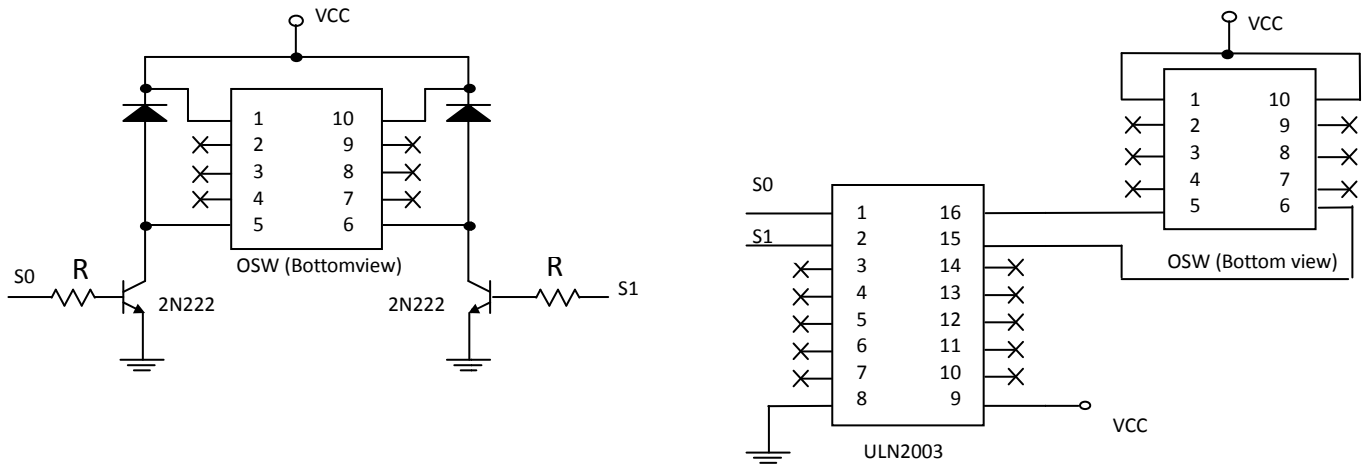 VCC
1 10
2 9
3 8
4 7
5 6
OSW (Bottomview)
S0 R 2N222 2N222 R S1
VCC
1 10
2 9
3 8
4 7
5 6
OSW (Bottom view)
S0
S1
1 16
2 15
3 14
4 13
5 12
6 11
7 10
8 9
VCC
ULN2003